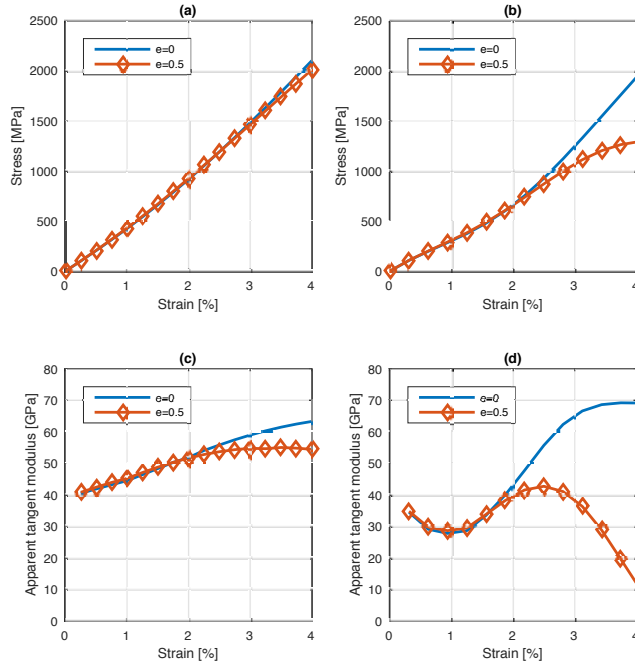 (a)
2500
2000
1500
1000
500
0
Stress [MPa]
e=0
e=0.5
0 1 2 3 4
Strain [%]
(b)
2500
2000
1500
1000
500
0
Stress [MPa]
e=0
e=0.5
0 1 2 3 4
Strain [%]
(c)
80
70
60
50
40
30
20
10
0
Apparent tangent modulus [GPa]
e=0
e=0.5
0 1 2 3 4
Strain [%]
(d)
80
70
60
50
40
30
20
10
0
Apparent tangent modulus [GPa]
e=0
e=0.5
0 1 2 3 4
Strain [%]